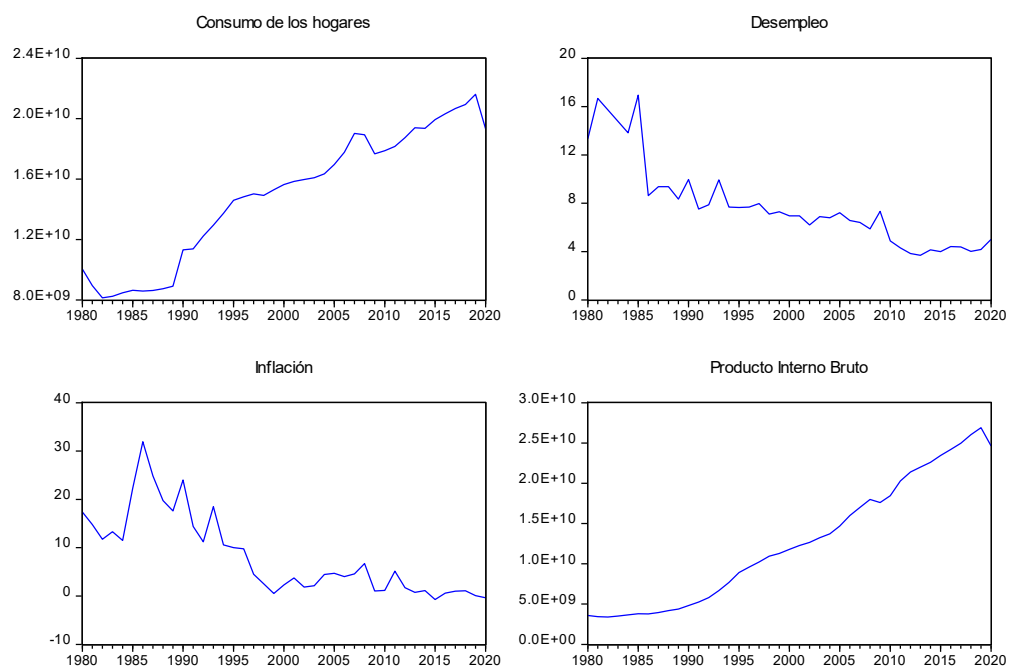 Consumo de los hogares
2.4E+10
2.0E+10
1.6E+10
1.2E+10
8.0E+09
1980 1985 1990 1995 2000 2005 2010 2015 2020
Desempleo
20
16
12
8
4
0
1980 1985 1990 1995 2000 2005 2010 2015 2020
Inflación
40
30
20
10
0
-10
1980 1985 1990 1995 2000 2005 2010 2015 2020
Producto Interno Bruto
3.0E+10
2.5E+10
2.0E+10
1.5E+10
1.0E+10
5.0E+09
0.0E+00
1980 1985 1990 1995 2000 2005 2010 2015 2020